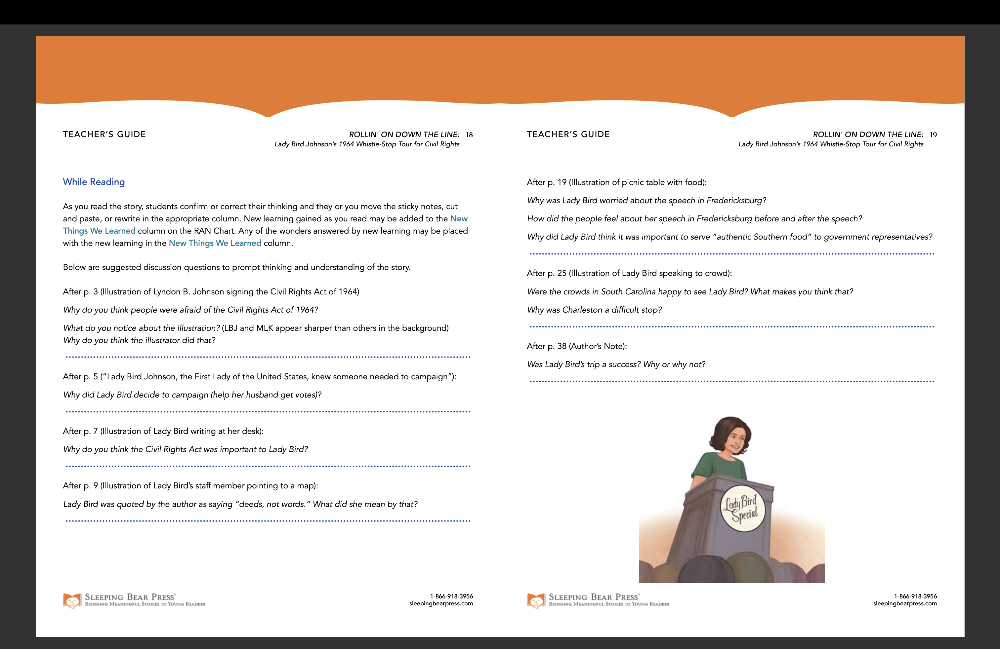 TEACHER'S GUIDE
ROLLIN' ON DOWN THE LINE: 18
Lady Bird Johnson's 1964 Whistle-Stop Tour for Civil Rights
While Reading
As you read the story, students confirm or correct their thinking and they or you move the sticky notes, cut
and paste, or rewrite in the appropriate column. New learning gained as you read may be added to the New
Things We Learned column on the RAN Chart. Any of the wonders answered by new learning may be placed
with the new learning in the New Things We Learned column.
Below are suggested discussion questions to prompt thinking and understanding of the story.
After p. 3 (Illustration of Lyndon B. Johnson signing the Civil Rights Act of 1964)
Why do you think people were afraid of the Civil Rights Act of 1964?
What do you notice about the illustration? (LBJ and MLK appear sharper than others in the background)
Why do you think the illustrator did that?
After p. 5 (“Lady Bird Johnson, the First Lady of the United States, knew someone needed to campaign”):
Why did Lady Bird decide to campaign (help her husband get votes)?
After p. 7 (Illustration of Lady Bird writing at her desk):
Why do you think the Civil Rights Act was important to Lady Bird?
After p. 9 (Illustration of Lady Bird's staff member pointing to a map):
Lady Bird was quoted by the author as saying “deeds, not words.” What did she mean by that?
SLEEPING BEAR PRESS™
BRINGING MEANINGFUL STORIES TO YOUNG READERS
1-866-918-3956
sleepingbearpress.com
TEACHER'S GUIDE
ROLLIN' ON DOWN THE LINE: 19
Lady Bird Johnson's 1964 Whistle-Stop Tour for Civil Rights
After p. 19 (Illustration of picnic table with food):
Why was Lady Bird worried about the speech in Fredericksburg?
How did the people feel about her speech in Fredericksburg before and after the speech?
Why did Lady Bird think it was important to serve “authentic Southern food” to government representatives?
After p. 25 (Illustration of Lady Bird speaking to crowd):
Were the crowds in South Carolina happy to see Lady Bird? What makes you think that?
Why was Charleston a difficult stop?
After p. 38 (Author's Note):
Was Lady Bird's trip a success? Why or why not?
Lady Bird
Special
SLEEPING BEAR PRESS™
BRINGING MEANINGFUL STORIES TO YOUNG READERS
1-866-918-3956
sleepingbearpress.com